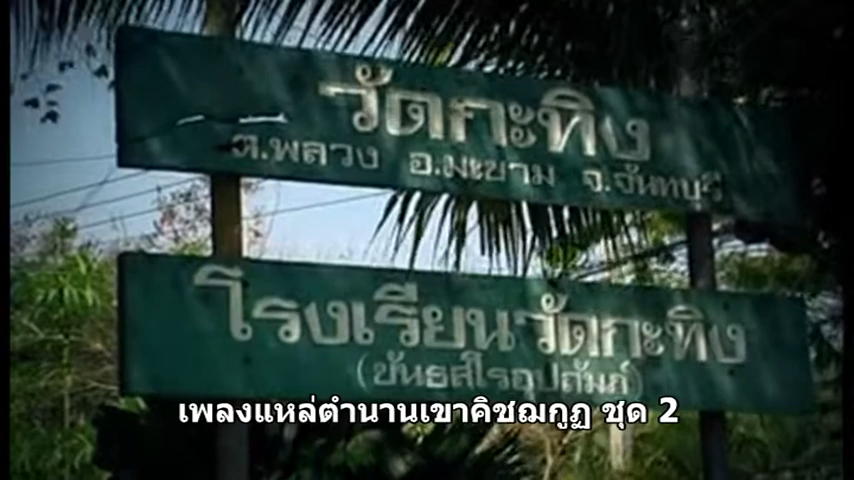 วัดกะทิง
ต.พลวง อ.มะขาม จ.จันทบุรี
โรงเรียนวัดกะทิง
(ขันธสโรอุปถัมภ์)
เพลงแหล่ตำนานเขาคิชฌกูฏ ชุด 2